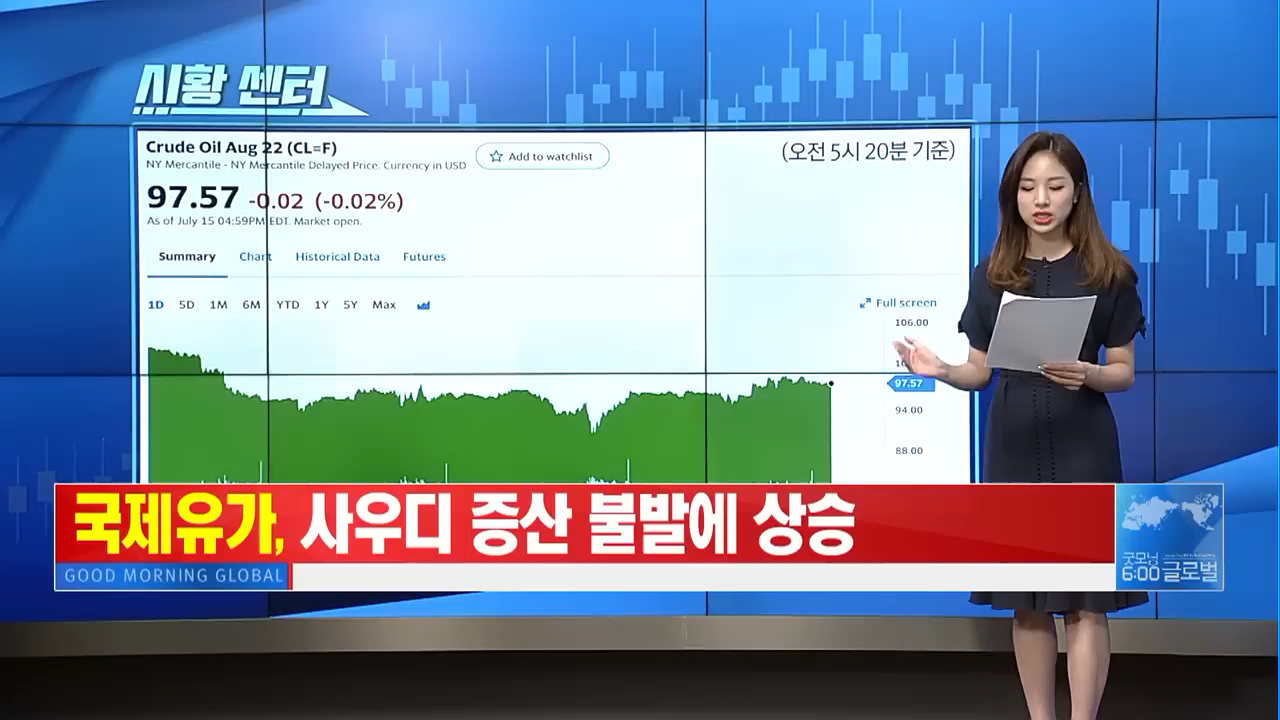 시황 센터
Crude Oil Aug 22 (CL=F)
NY Mercantile - NY Mercantile Delayed Price. Currency in USD
Add to watchlist
(오전 5시 20분 기준)
97.57 -0.02 (-0.02%)
As of July 15 04:59PM EDT. Market open.
Summary Chart Historical Data Futures
1D 5D 1M 6M YTD 1Y 5Y Max
Full screen
106.00
97.57
94.00
88.00
국제유가, 사우디 증산 불발에 상승
GOOD MORNING GLOBAL
굿모닝
6:00 글로벌